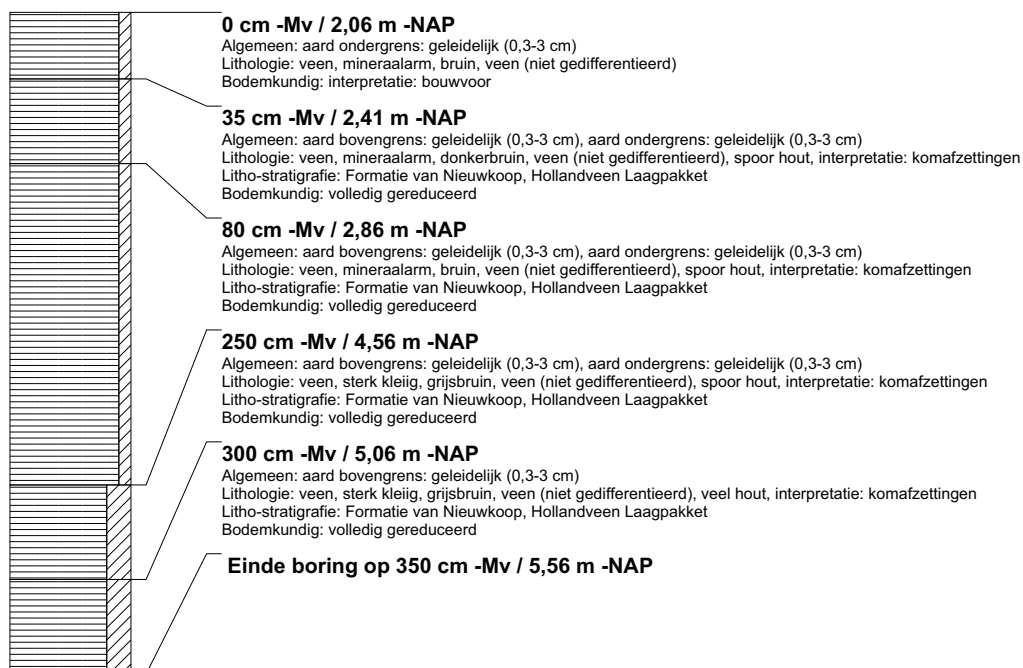 0 cm -Mv / 2,06 m -NAP
Algemeen: aard ondergrens: geleidelijk (0,3-3 cm)
Lithologie: veen, mineraalarm, bruin, veen (niet gedifferentieerd)
Bodemkundig: interpretatie: bouwvoor
35 cm -Mv / 2,41 m -NAP
Algemeen: aard bovengrens: geleidelijk (0,3-3 cm), aard ondergrens: geleidelijk (0,3-3 cm)
Lithologie: veen, mineraalarm, donkerbruin, veen (niet gedifferentieerd), spoor hout, interpretatie: komafzettingen
Litho-stratigrafie: Formatie van Nieuwkoop, Hollandveen Laagpakket
Bodemkundig: volledig gereduceerd
80 cm -Mv / 2,86 m -NAP
Algemeen: aard bovengrens: geleidelijk (0,3-3 cm), aard ondergrens: geleidelijk (0,3-3 cm)
Lithologie: veen, mineraalarm, bruin, veen (niet gedifferentieerd), spoor hout, interpretatie: komafzettingen
Litho-stratigrafie: Formatie van Nieuwkoop, Hollandveen Laagpakket
Bodemkundig: volledig gereduceerd
250 cm -Mv / 4,56 m -NAP
Algemeen: aard bovengrens: geleidelijk (0,3-3 cm), aard ondergrens: geleidelijk (0,3-3 cm)
Lithologie: veen, sterk kleiig, grijsbruin, veen (niet gedifferentieerd), spoor hout, interpretatie: komafzettingen
Litho-stratigrafie: Formatie van Nieuwkoop, Hollandveen Laagpakket
Bodemkundig: volledig gereduceerd
300 cm -Mv / 5,06 m -NAP
Algemeen: aard bovengrens: geleidelijk (0,3-3 cm)
Lithologie: veen, sterk kleiig, grijsbruin, veen (niet gedifferentieerd), veel hout, interpretatie: komafzettingen
Litho-stratigrafie: Formatie van Nieuwkoop, Hollandveen Laagpakket
Bodemkundig: volledig gereduceerd
Einde boring op 350 cm -Mv / 5,56 m -NAP